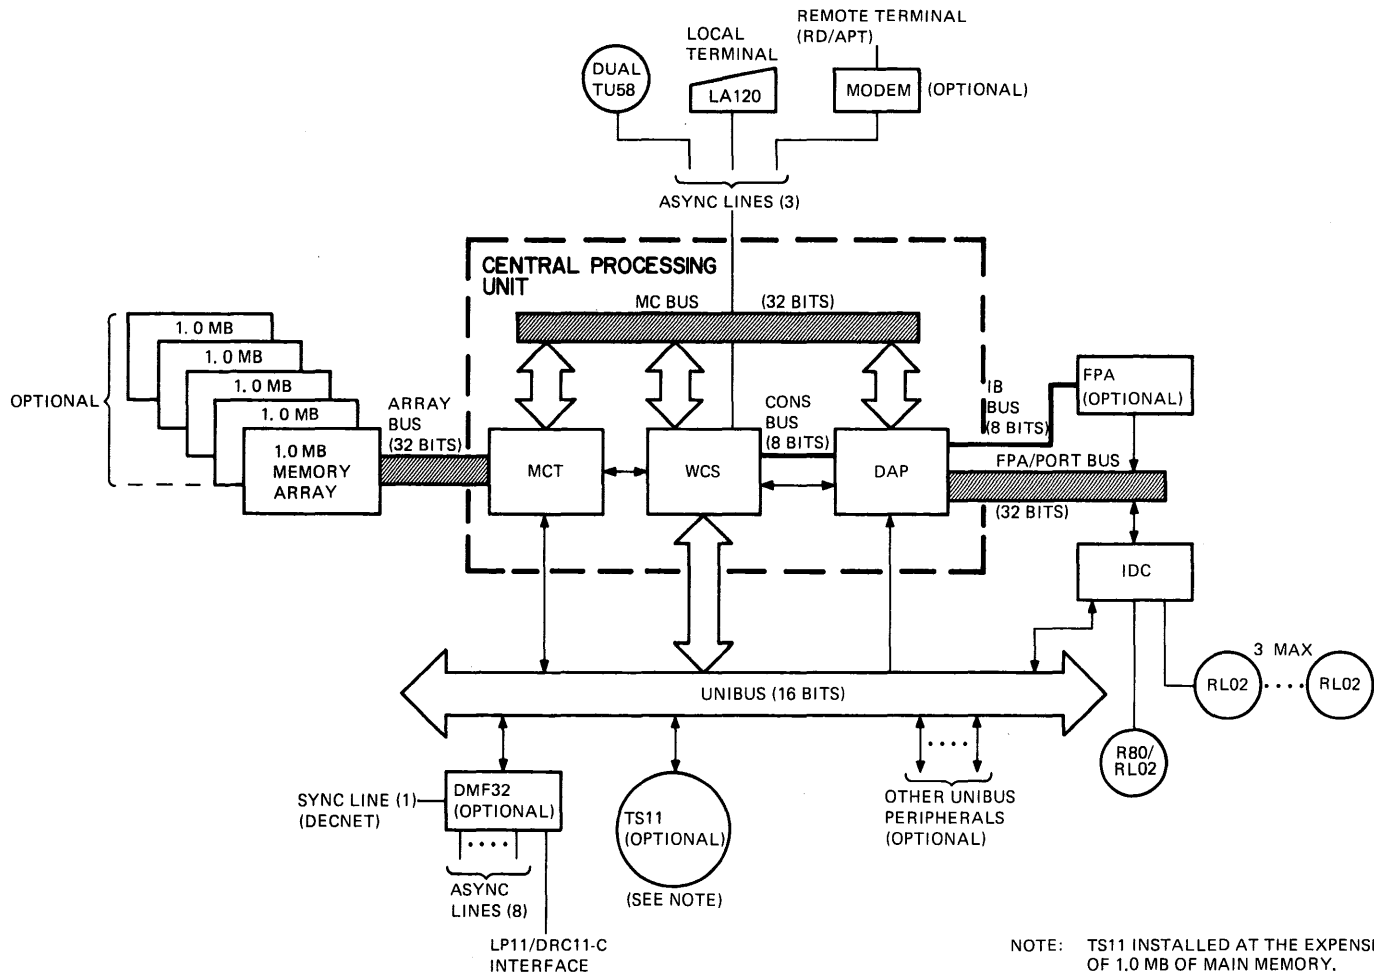 REMOTE TERMINAL
(RD/APT)
LOCAL
TERMINAL
DUAL
TU58
LA120
MODEM
(OPTIONAL)
ASYNC LINES (3)
CENTRAL PROCESSING
UNIT
MC BUS
(32 BITS)
1.0 MB
1.0 MB
1.0 MB
1.0 MB
1.0 MB
MEMORY
ARRAY
OPTIONAL
ARRAY
BUS
(32 BITS)
MCT
WCS
CONS
BUS
(8 BITS)
DAP
IB
BUS
(8 BITS)
FPA
(OPTIONAL)
FPA/PORT BUS
(32 BITS)
IDC
3 MAX
RL02
RL02
R80/
RL02
UNIBUS (16 BITS)
SYNC LINE (1)
(DECNET)
DMF32
(OPTIONAL)
ASYNC
LINES (8)
LP11/DRC11-C
INTERFACE
TS11
(OPTIONAL)
(SEE NOTE)
OTHER UNIBUS
PERIPHERALS
(OPTIONAL)
NOTE: TS11 INSTALLED AT THE EXPENSE
OF 1.0 MB OF MAIN MEMORY.